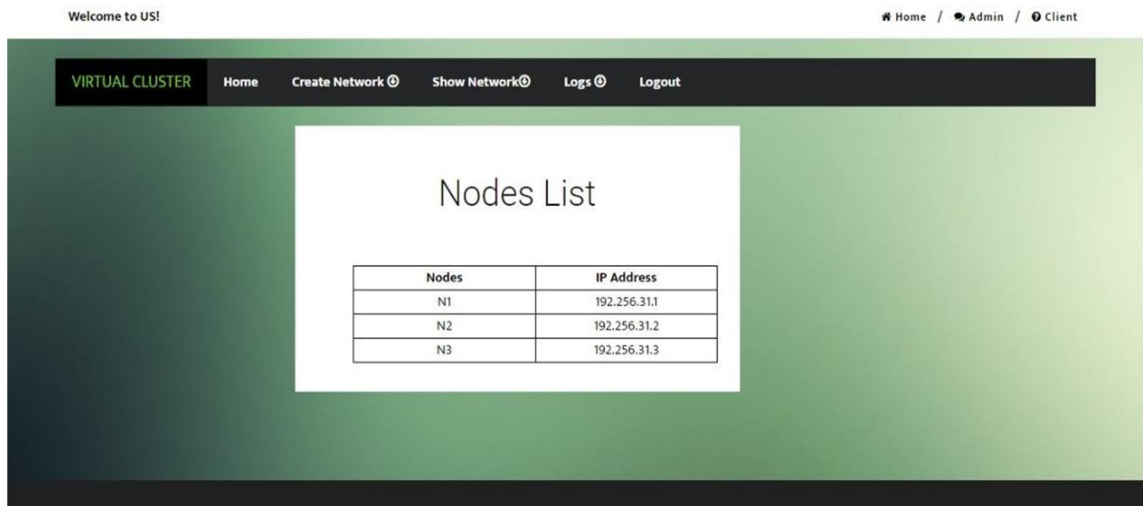 Welcome to US!
Home / Admin / Client
VIRTUAL CLUSTER Home Create Network Show Network Logs Logout
Nodes List
Nodes IP Address
N1 192.256.31.1
N2 192.256.31.2
N3 192.256.31.3